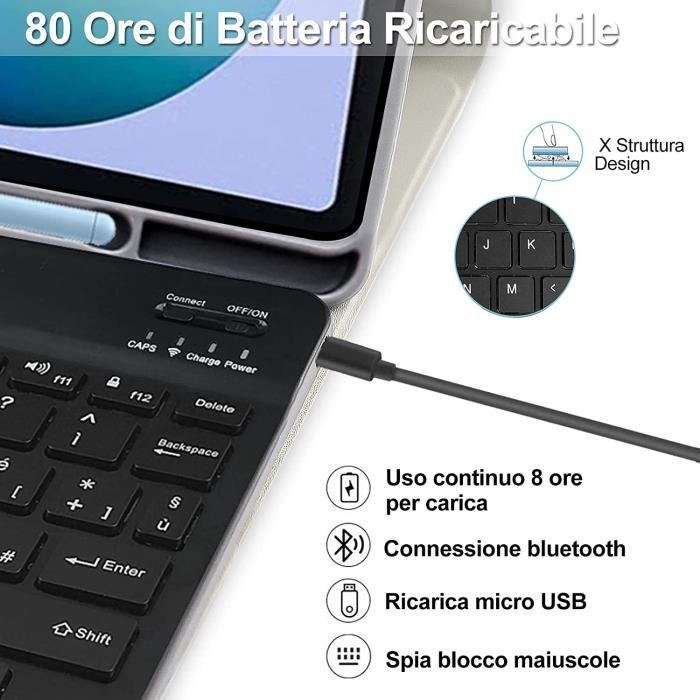 80 Ore di Batteria Ricaricabile
X Struttura
Design
J K
N M <
Connect OFF/ON
CAPS Charge Power
f11 f12 Delete
?
^
ì
Backspace
é
[
*
+ ]
§
ù
#
Enter
Shift
Uso continuo 8 ore
per carica
Connessione bluetooth
Ricarica micro USB
Spia blocco maiuscole